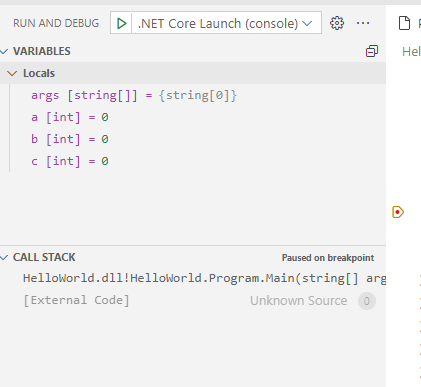 RUN AND DEBUG .NET Core Launch (console)
VARIABLES
Locals
args [string[]] = {string[0]}
a [int] = 0
b [int] = 0
c [int] = 0
CALL STACK Paused on breakpoint
HelloWorld.dll!HelloWorld.Program.Main(string[] arg
[External Code] Unknown Source 0
Hel